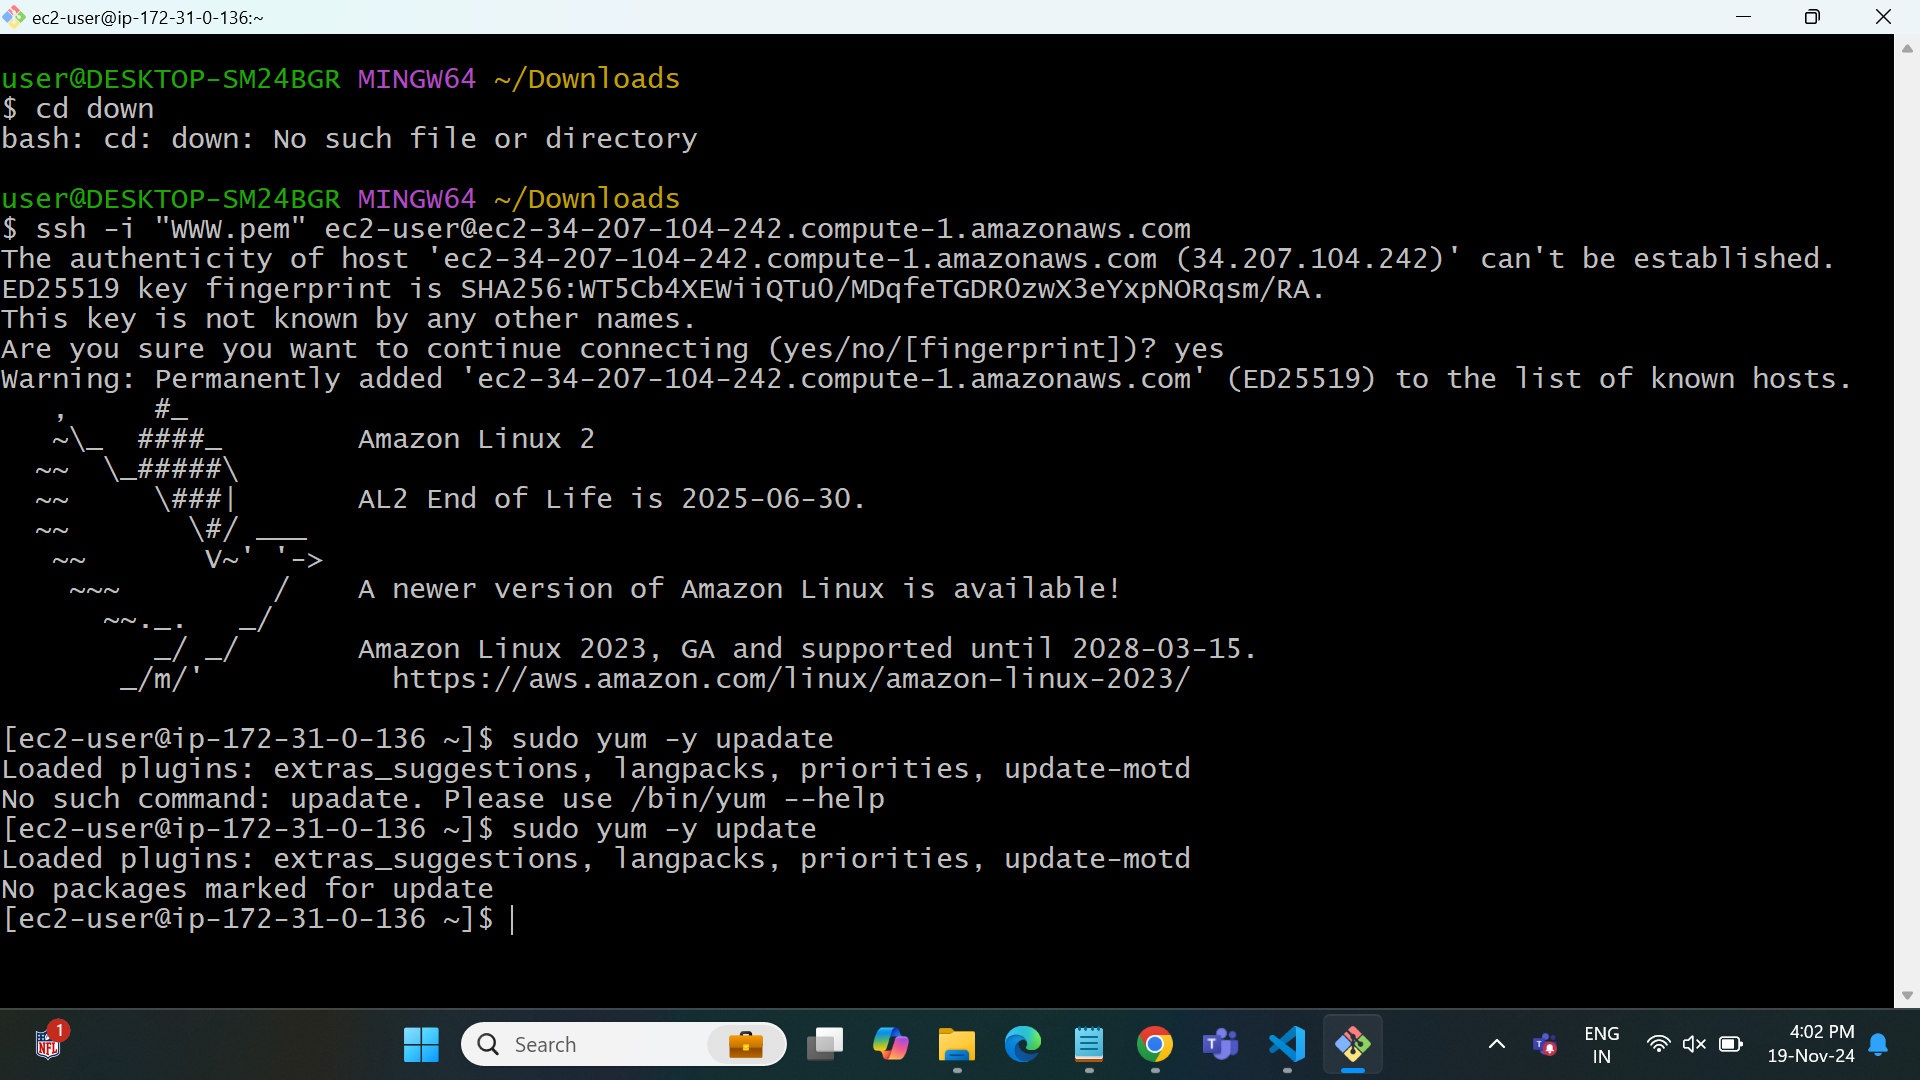 ec2-user@ip-172-31-0-136:~
user@DESKTOP-SM24BGR MINGW64 ~/Downloads
$ cd down
bash: cd: down: No such file or directory
user@DESKTOP-SM24BGR MINGW64 ~/Downloads
$ ssh -i "WWW.pem" ec2-user@ec2-34-207-104-242.compute-1.amazonaws.com
The authenticity of host 'ec2-34-207-104-242.compute-1.amazonaws.com (34.207.104.242)' can't be established.
ED25519 key fingerprint is SHA256:WT5Cb4XEWiiQTu0/MDqfeTGDR0zwX3eYxpNORqsm/RA.
This key is not known by any other names.
Are you sure you want to continue connecting (yes/no/[fingerprint])? yes
Warning: Permanently added 'ec2-34-207-104-242.compute-1.amazonaws.com' (ED25519) to the list of known hosts.
   ,     #_
   ~\_  ####_        Amazon Linux 2
  ~~  \_#####\
  ~~     \###|       AL2 End of Life is 2025-06-30.
  ~~       \#/ ___
   ~~       V~' '->
    ~~~         /    A newer version of Amazon Linux is available!
      ~~._.   _/
         _/ _/       Amazon Linux 2023, GA and supported until 2028-03-15.
       _/m/'           https://aws.amazon.com/linux/amazon-linux-2023/
[ec2-user@ip-172-31-0-136 ~]$ sudo yum -y upadate
Loaded plugins: extras_suggestions, langpacks, priorities, update-motd
No such command: upadate. Please use /bin/yum --help
[ec2-user@ip-172-31-0-136 ~]$ sudo yum -y update
Loaded plugins: extras_suggestions, langpacks, priorities, update-motd
No packages marked for update
[ec2-user@ip-172-31-0-136 ~]$
1
NFL
Search
ENG
IN
4:02 PM
19-Nov-24